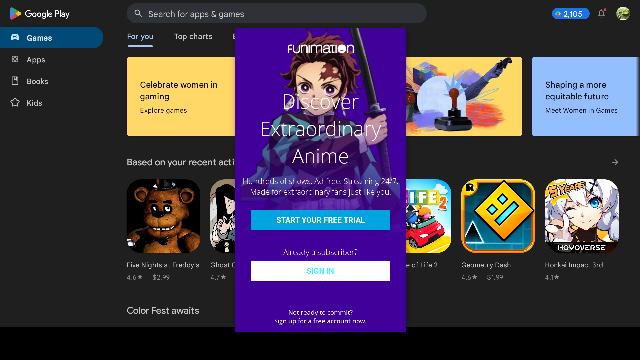 Google Play
Search for apps & games
2,105
Games
Apps
Books
Kids
For you
Top charts
Celebrate women in
gaming
Explore games
Shaping a more
equitable future
Meet Women in Games
FUNIMATION
Discover
Extraordinary
Anime
Hundreds of shows. Ad-free. Streaming 24/7.
Made for extraordinary fans just like you.
START YOUR FREE TRIAL
Already a subscriber?
SIGN IN
Not ready to commit?
Sign up for a free account now.
Based on your recent
Five Nights Freddy's
4.6★ $2.99
Ghost
4.7★
LIFE 2
of Life 2
Geometry Dash
4.6★ $1.99
HOYOVERSE
Honkai Impact 3rd
4.1★
Color Fest awaits